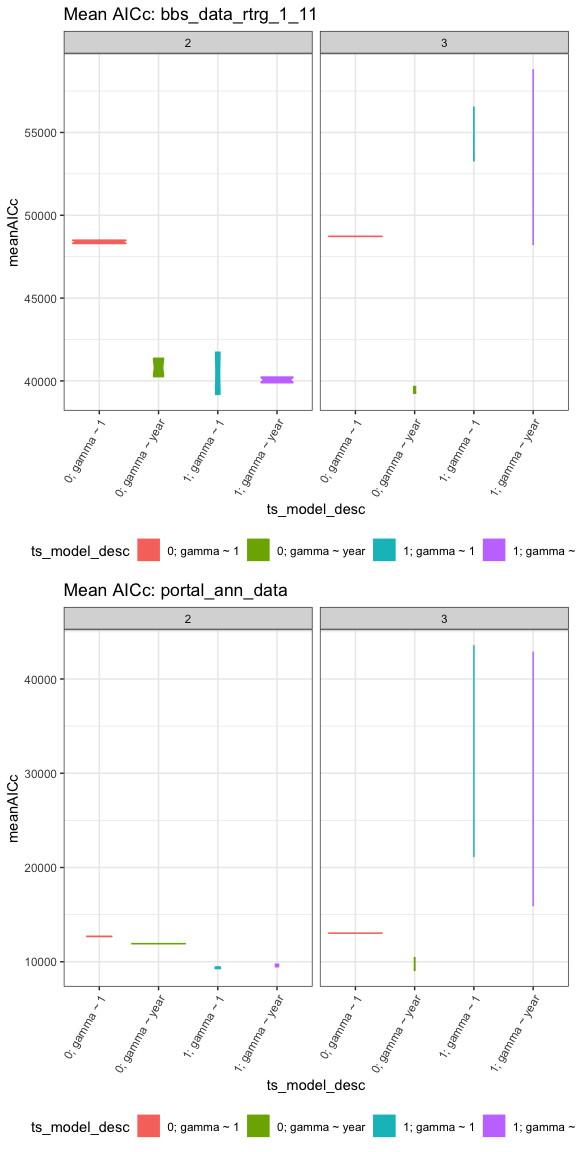 Mean AICc: bbs_data_rtrg_1_11
2 3
meanAICc
55000
50000
45000
40000
0; gamma ~ 1 0; gamma ~ year 1; gamma ~ 1 1; gamma ~ year 0; gamma ~ 1 0; gamma ~ year 1; gamma ~ 1 1; gamma ~ year
ts_model_desc
ts_model_desc 0; gamma ~ 1 0; gamma ~ year 1; gamma ~ 1 1; gamma ~
Mean AICc: portal_ann_data
2 3
meanAICc
40000
30000
20000
10000
0; gamma ~ 1 0; gamma ~ year 1; gamma ~ 1 1; gamma ~ year 0; gamma ~ 1 0; gamma ~ year 1; gamma ~ 1 1; gamma ~ year
ts_model_desc
ts_model_desc 0; gamma ~ 1 0; gamma ~ year 1; gamma ~ 1 1; gamma ~